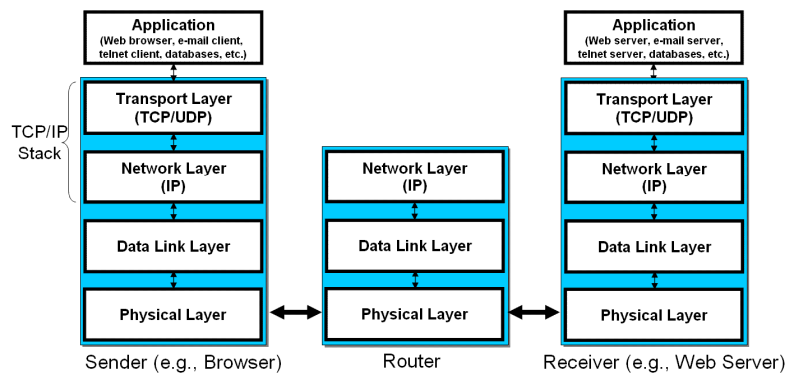 Application
(Web browser, e-mail client,
telnet client, databases, etc.)
Transport Layer
(TCP/UDP)
Network Layer
(IP)
Data Link Layer
Physical Layer
TCP/IP
Stack
Sender (e.g., Browser)
Network Layer
(IP)
Data Link Layer
Physical Layer
Router
Application
(Web server, e-mail server,
telnet server, databases, etc.)
Transport Layer
(TCP/UDP)
Network Layer
(IP)
Data Link Layer
Physical Layer
Receiver (e.g., Web Server)